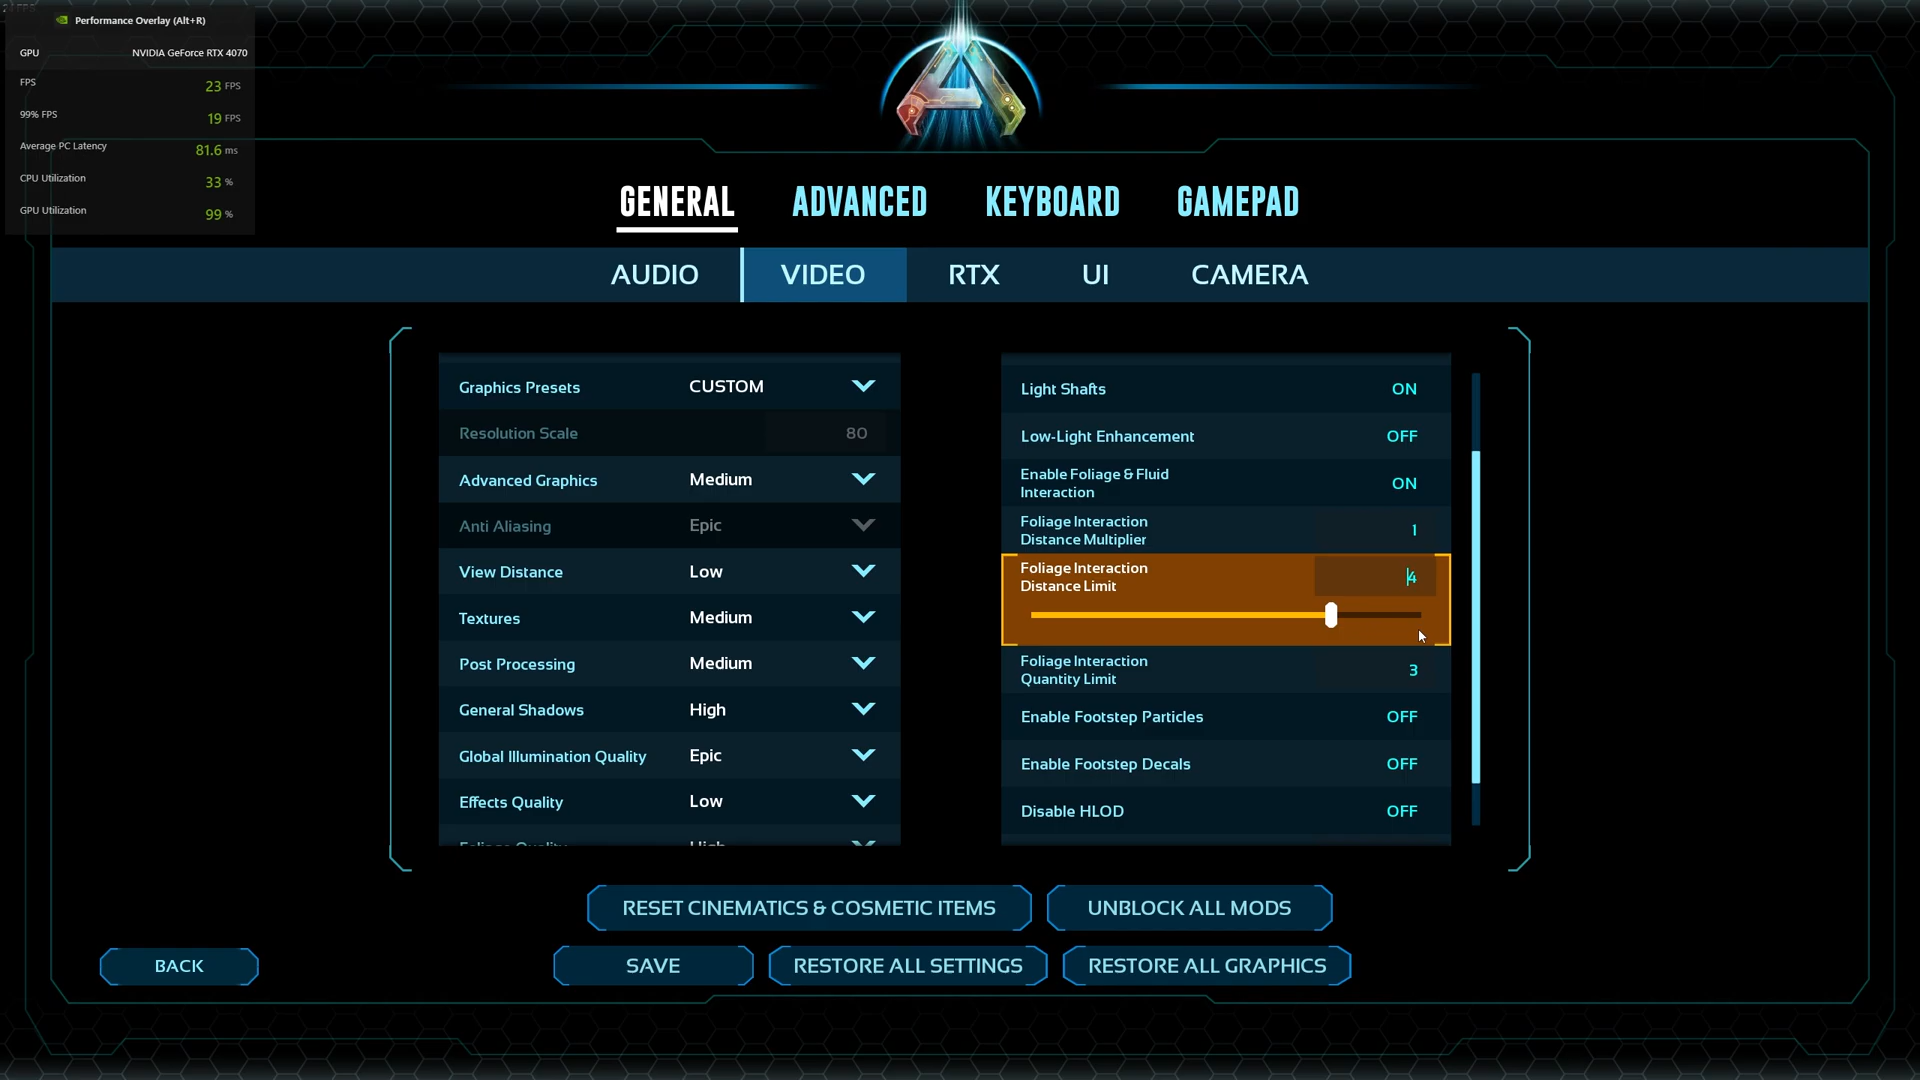 Performance Overlay (Alt+R)
GPU NVIDIA GeForce RTX 4070
FPS 23 FPS
99% FPS 19 FPS
Average PC Latency 81.6 ms
CPU Utilization 33 %
GPU Utilization 99 %
GENERAL ADVANCED KEYBOARD GAMEPAD
AUDIO VIDEO RTX UI CAMERA
Graphics Presets CUSTOM
Resolution Scale 80
Advanced Graphics Medium
Anti Aliasing Epic
View Distance Low
Textures Medium
Post Processing Medium
General Shadows High
Global Illumination Quality Epic
Effects Quality Low
Foliage Quality High
Light Shafts ON
Low-Light Enhancement OFF
Enable Foliage & Fluid
Interaction ON
Foliage Interaction
Distance Multiplier 1
Foliage Interaction
Distance Limit 4
Foliage Interaction
Quantity Limit 3
Enable Footstep Particles OFF
Enable Footstep Decals OFF
Disable HLOD OFF
RESET CINEMATICS & COSMETIC ITEMS UNBLOCK ALL MODS
BACK SAVE RESTORE ALL SETTINGS RESTORE ALL GRAPHICS